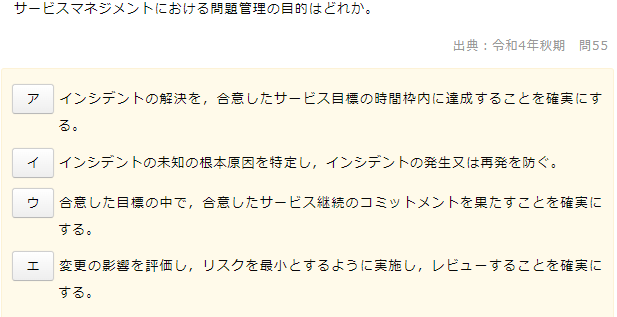 サービスマネジメントにおける問題管理の目的はどれか。
出典：令和4年秋期　問55
ア インシデントの解決を，合意したサービス目標の時間枠内に達成することを確実にす
る。
イ インシデントの未知の根本原因を特定し，インシデントの発生又は再発を防ぐ。
ウ 合意した目標の中で，合意したサービス継続のコミットメントを果たすことを確実に
する。
エ 変更の影響を評価し，リスクを最小とするように実施し，レビューすることを確実に
する。